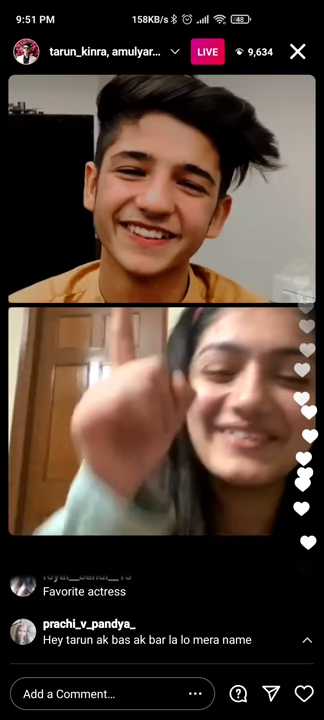 9:51 PM 158KB/s 48
tarun_kinra, amulyar... LIVE 9,634
Favorite actress
prachi_v_pandya_
Hey tarun ak bas ak bar la lo mera name
Add a Comment...